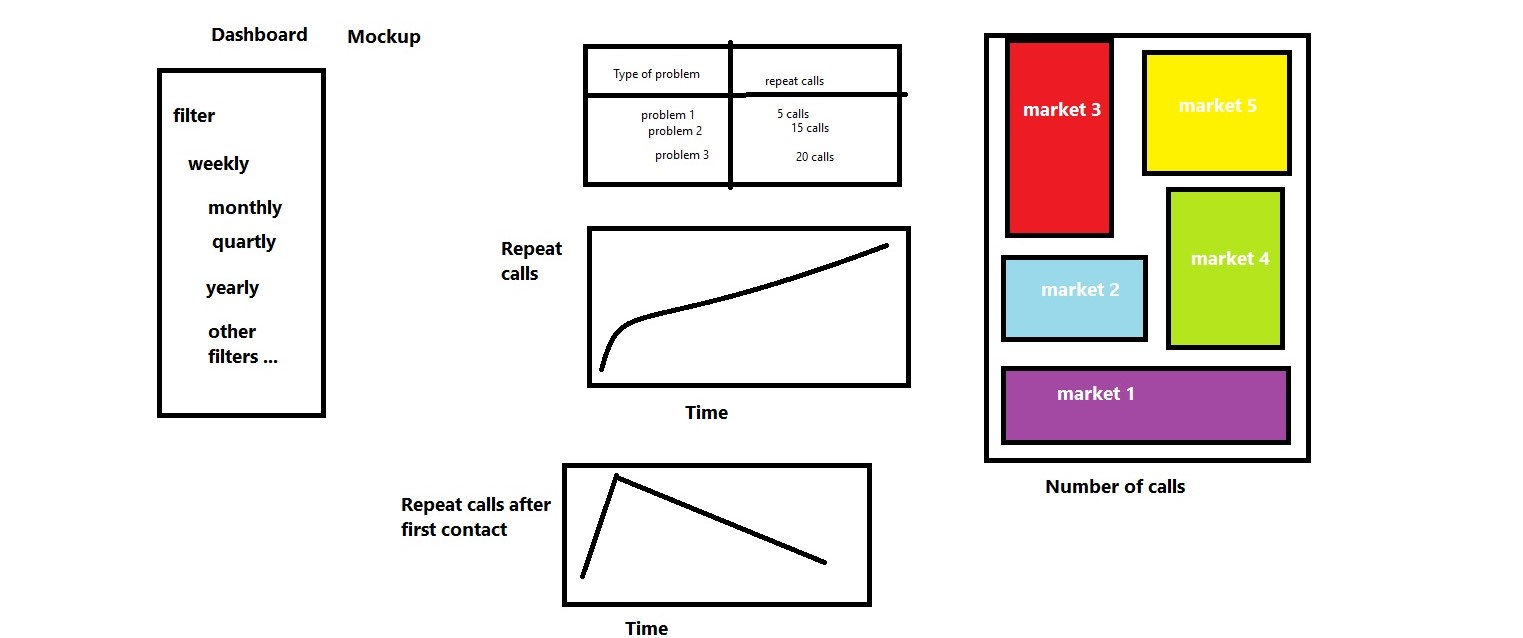 Dashboard Mockup
filter
weekly
monthly
quartly
yearly
other
filters ...
Type of problem
repeat calls
problem 1
5 calls
problem 2
15 calls
problem 3
20 calls
Repeat
calls
Time
Repeat calls after
first contact
Time
market 3
market 5
market 4
market 2
market 1
Number of calls